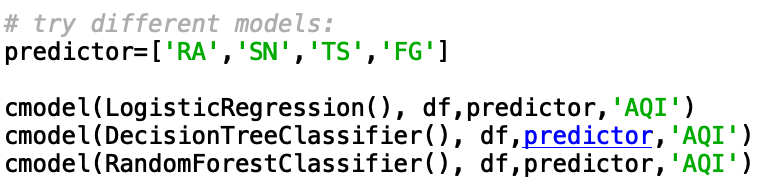 # try different models:
predictor=['RA','SN','TS','FG']
cmodel(LogisticRegression(), df,predictor,'AQI')
cmodel(DecisionTreeClassifier(), df,predictor,'AQI')
cmodel(RandomForestClassifier(), df,predictor,'AQI')